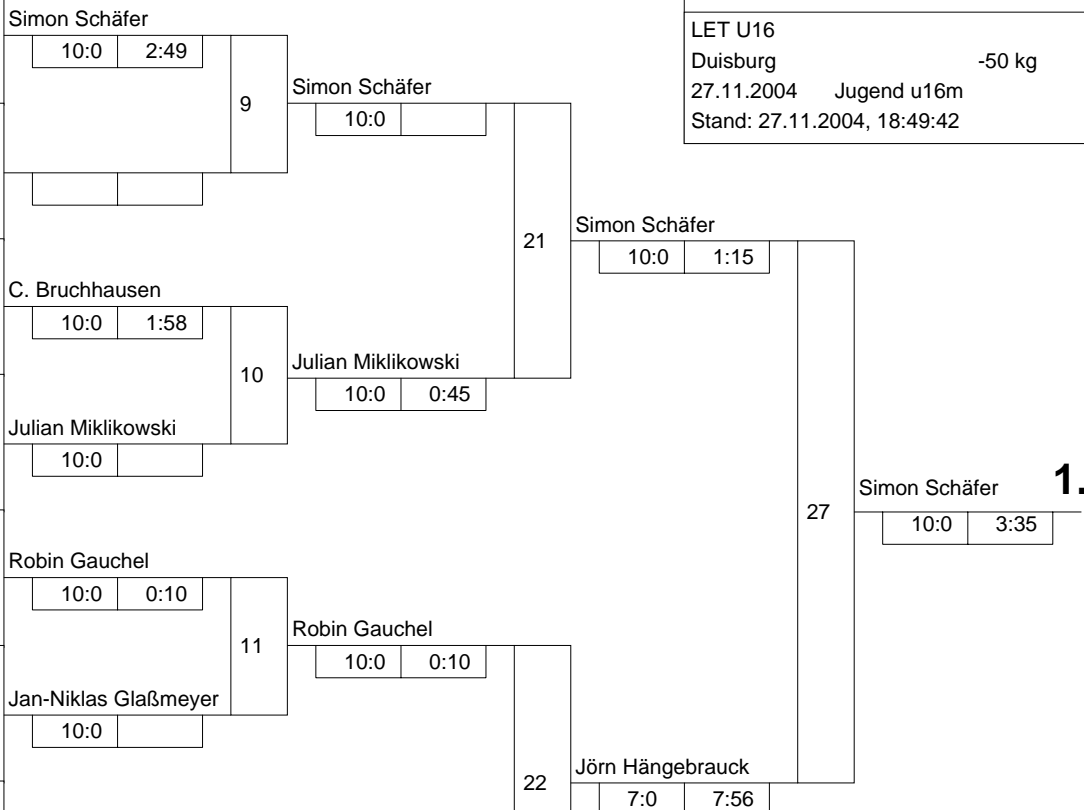 Simon Schäfer
10:0 2:49
LET U16
Duisburg -50 kg
27.11.2004 Jugend u16m
Stand: 27.11.2004, 18:49:42
9
Simon Schäfer
10:0
21
Simon Schäfer
10:0 1:15
C. Bruchhausen
10:0 1:58
10
Julian Miklikowski
10:0 0:45
Julian Miklikowski
10:0
27
Simon Schäfer 1.
10:0 3:35
Robin Gauchel
10:0 0:10
11
Robin Gauchel
10:0 0:10
Jan-Niklas Glaßmeyer
10:0
22
Jörn Hängebrauck
7:0 7:56